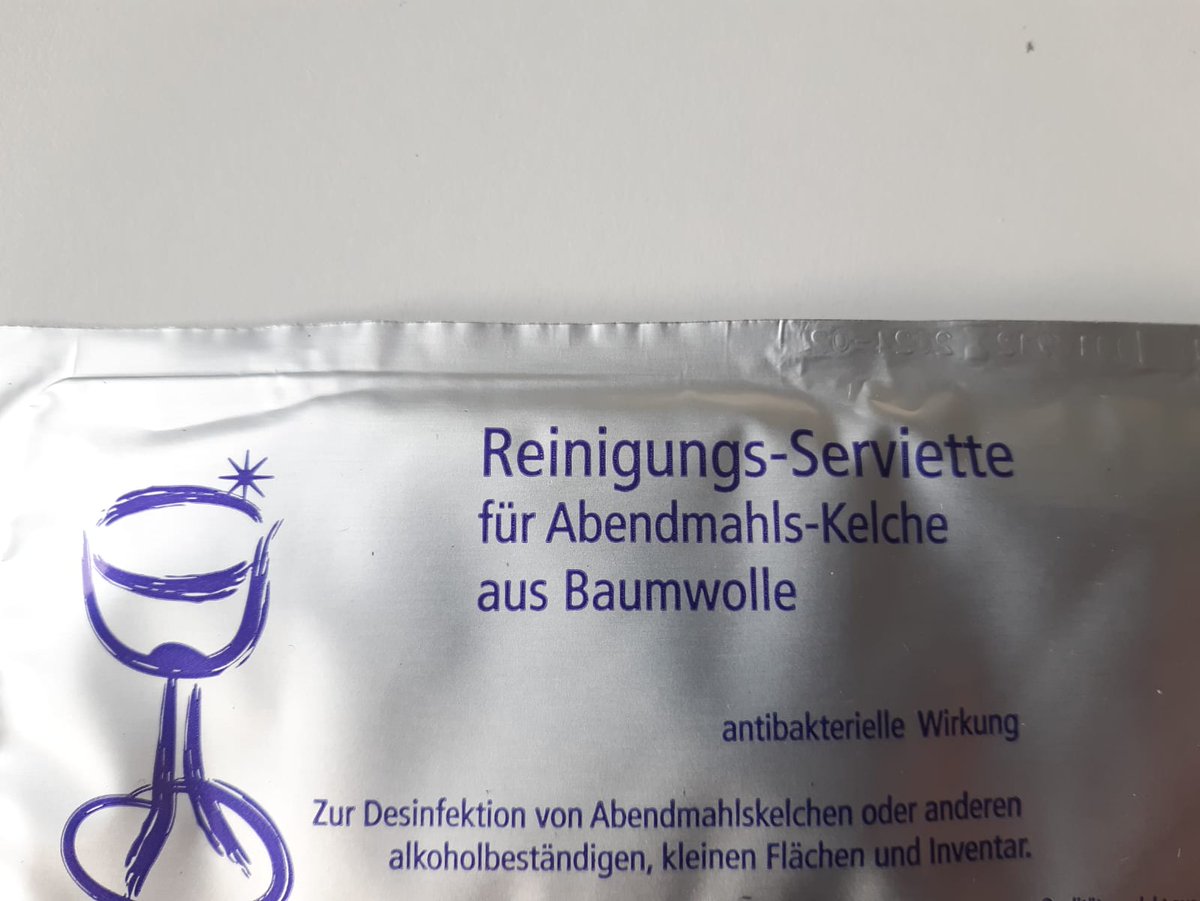 Reinigungs-Serviette
für Abendmahls-Kelche
aus Baumwolle
antibakterielle Wirkung
Zur Desinfektion von Abendmahlskelchen oder anderen
alkoholbeständigen, kleinen Flächen und Inventar.